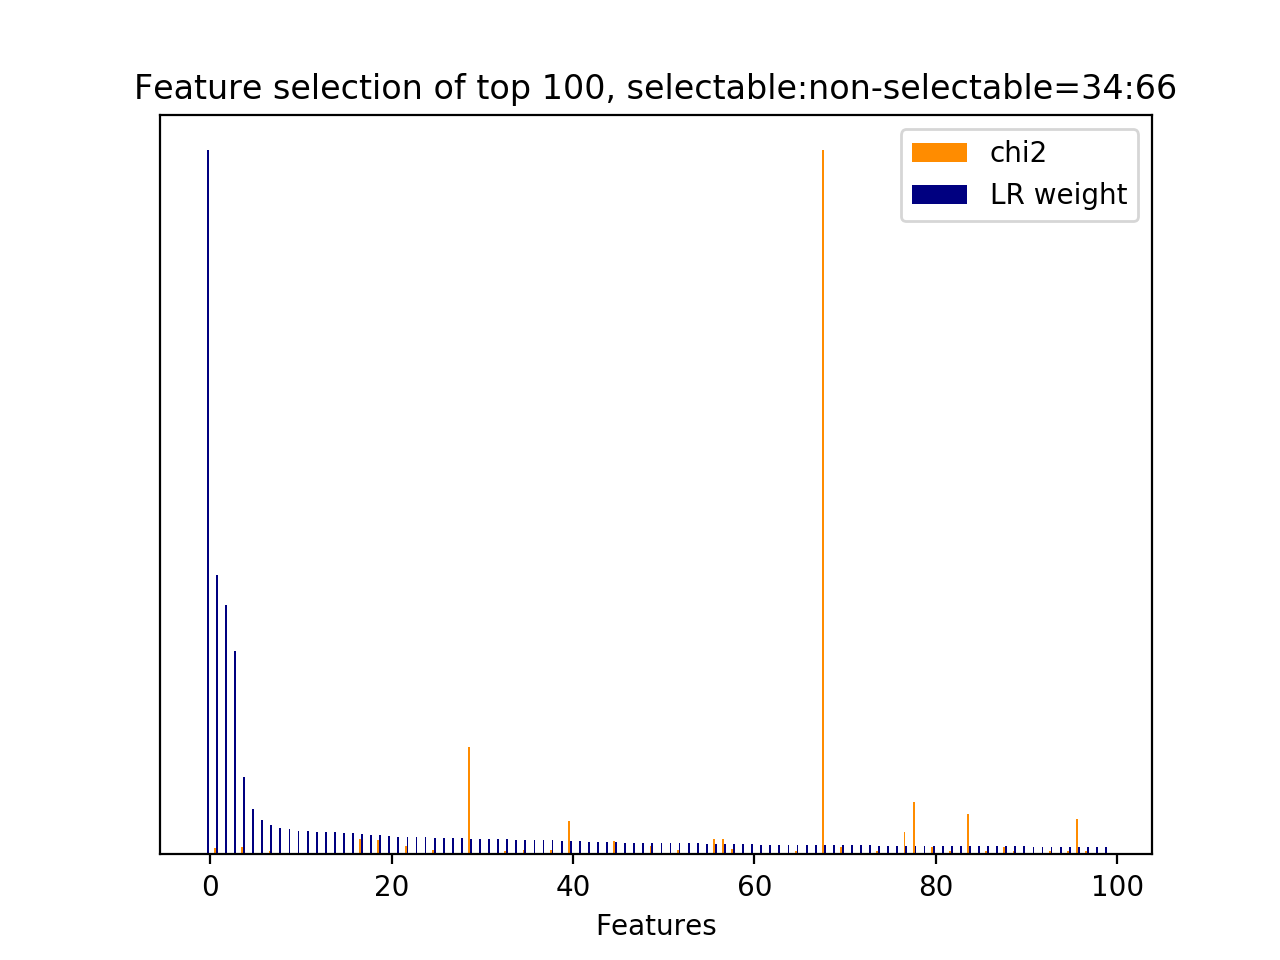 Feature selection of top 100, selectable:non-selectable=34:66
chi2
LR weight
0 20 40 60 80 100
Features